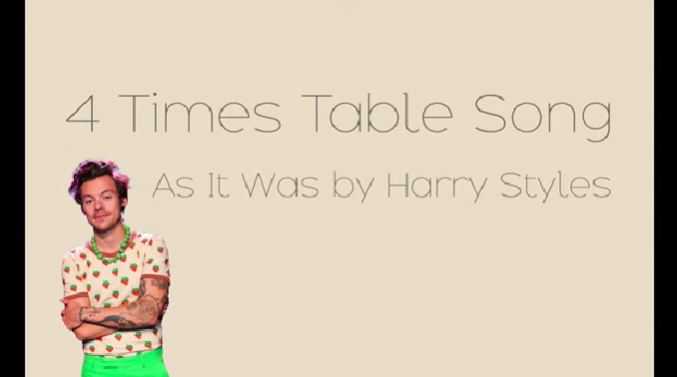 4 Times Table Song
As It Was by Harry Styles